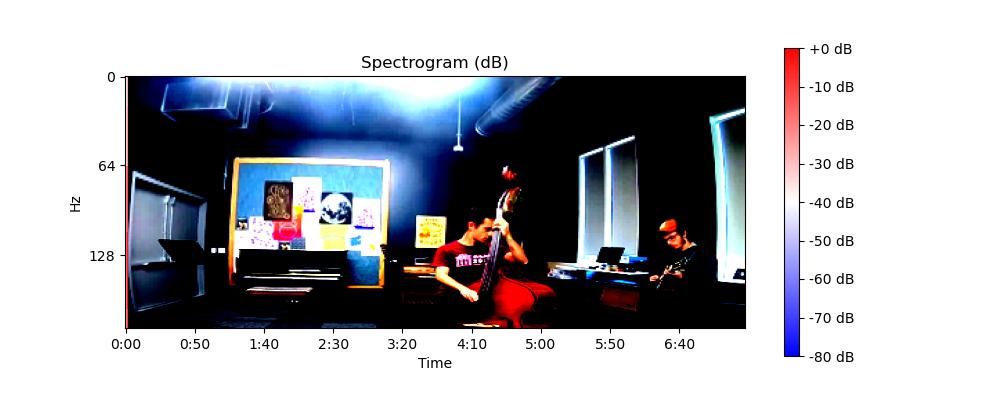 Spectrogram (dB)
Hz
0
64
128
0:00 0:50 1:40 2:30 3:20 4:10 5:00 5:50 6:40
Time
+0 dB
-10 dB
-20 dB
-30 dB
-40 dB
-50 dB
-60 dB
-70 dB
-80 dB